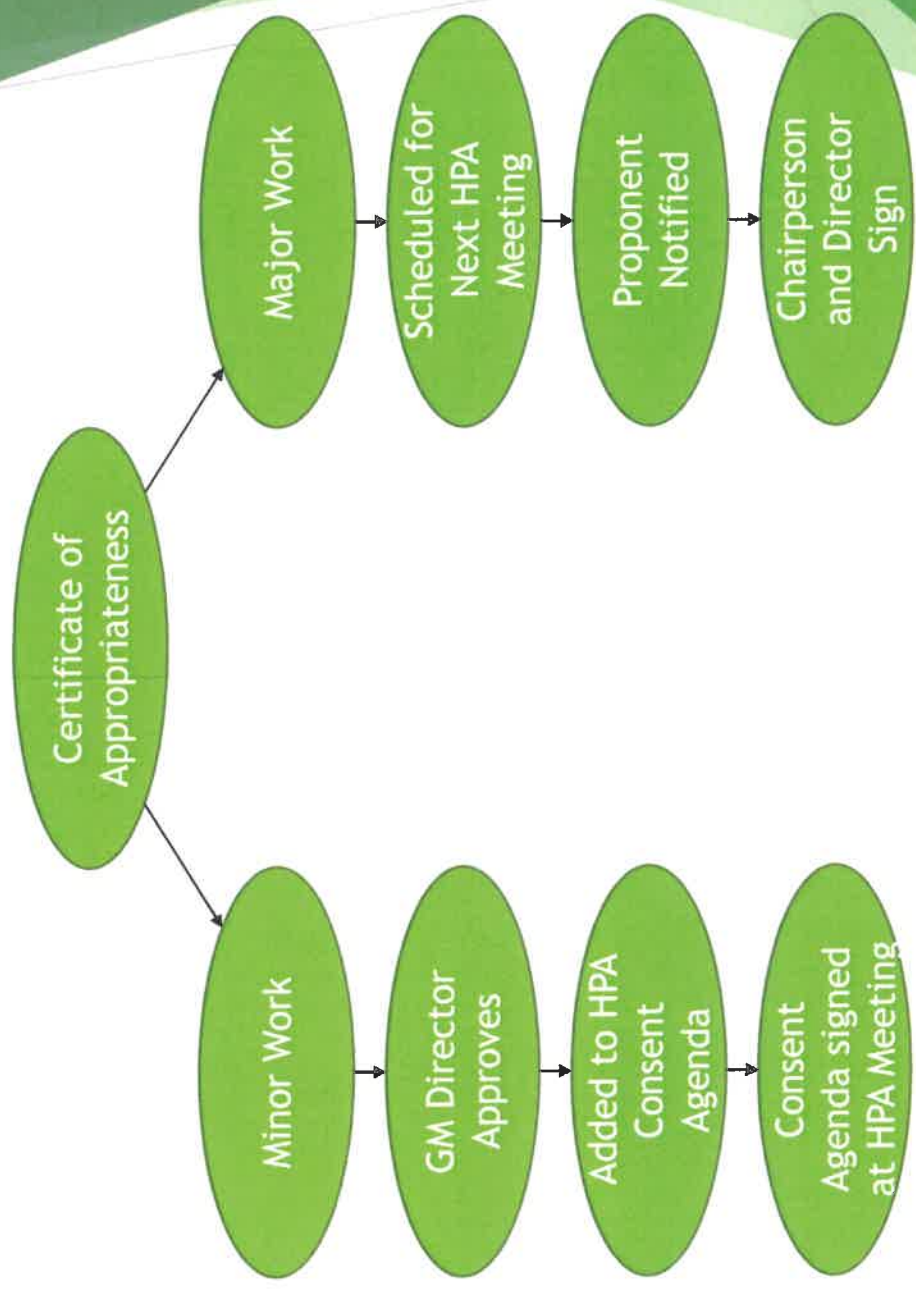 Certificate of
Appropriateness
Minor Work
GM Director
Approves
Added to HPA
Consent
Agenda
Consent
Agenda signed
at HPA Meeting
Major Work
Scheduled for
Next HPA
Meeting
Proponent
Notified
Chairperson
and Director
Sign